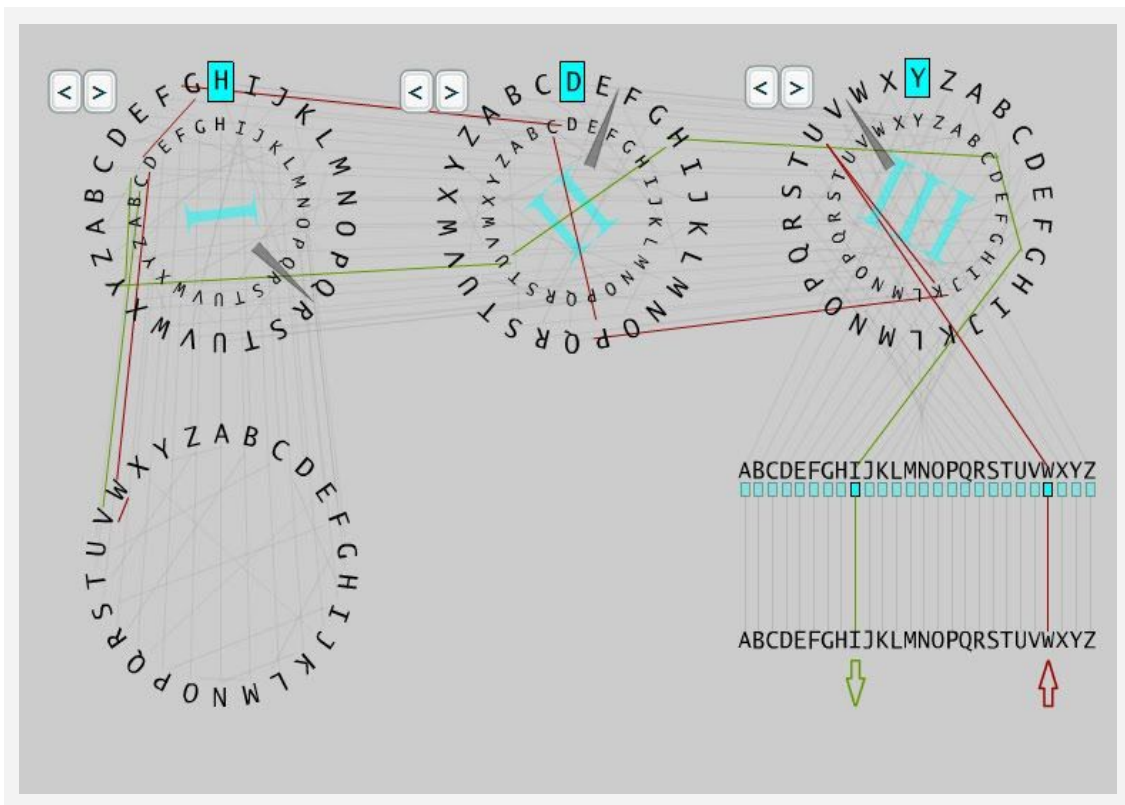 < >
H I J K L M N O P Q R S T U V W X Y Z A B C D E F G
H I J K L M N O P Q R S T U V W X Y Z A B C D E F G
I
< >
D E F G H I J K L M N O P Q R S T U V W X Y Z A B C
D E F G H I J K L M N O P Q R S T U V W X Y Z A B C
II
< >
Y Z A B C D E F G H I J K L M N O P Q R S T U V W X
Y Z A B C D E F G H I J K L M N O P Q R S T U V W X
III
A B C D E F G H I J K L M N O P Q R S T U V W X Y Z
ABCDEFGHIJKLMNOPQRSTUVWXYZ
ABCDEFGHIJKLMNOPQRSTUVWXYZ